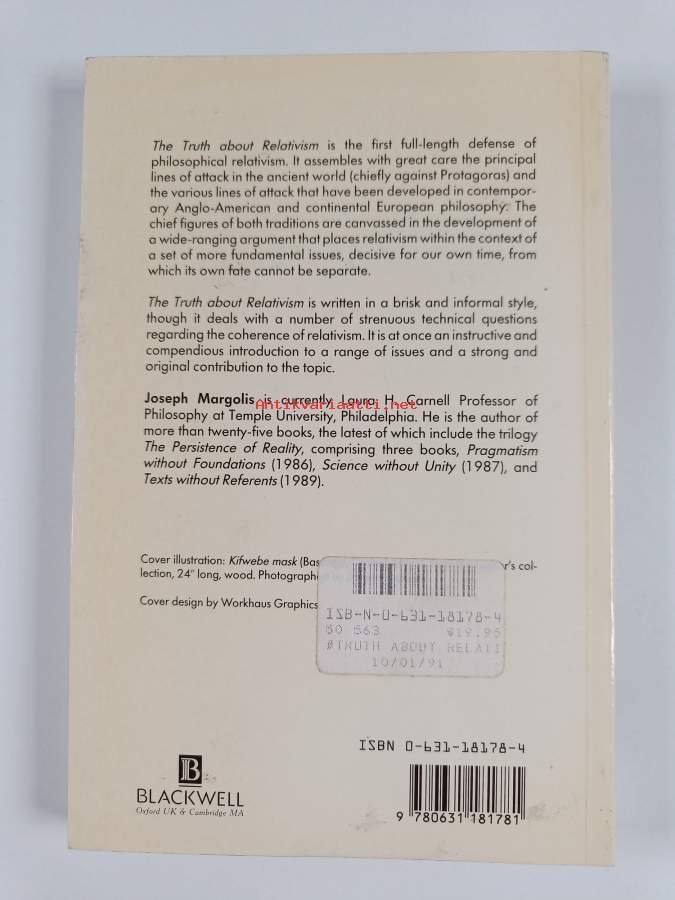 The Truth about Relativism is the first full-length defense of
philosophical relativism. It assembles with great care the principal
lines of attack in the ancient world (chiefly against Protagoras) and
the various lines of attack that have been developed in contempor-
ary Anglo-American and continental European philosophy. The
chief figures of both traditions are canvassed in the development of
a wide-ranging argument that places relativism within the context of
a set of more fundamental issues, decisive for our own time, from
which its own fate cannot be separate.
The Truth about Relativism is written in a brisk and informal style,
though it deals with a number of strenuous technical questions
regarding the coherence of relativism. It is at once an instructive and
compendious introduction to a range of issues and a strong and
original contribution to the topic.
Joseph Margolis is currently Laura H. Carnell Professor of
Antikvariaatti.net
Philosophy at Temple University, Philadelphia. He is the author of
more than twenty-five books, the latest of which include the trilogy
The Persistence of Reality, comprising three books, Pragmatism
without Foundations (1986), Science without Unity (1987), and
Texts without Referents (1989).
Cover illustration: Kifwebe mask (Bas 's col-
lection, 24" long, wood. Photograph
Cover design by Workhaus Graphics
ISB-N-0-631-18178-4
50 563 $19.95
@TRUTH ABOUT RELATI
10/01/91
ISBN 0-631-18178-4
9 780631 181781
B
BLACKWELL
Oxford UK & Cambridge MA